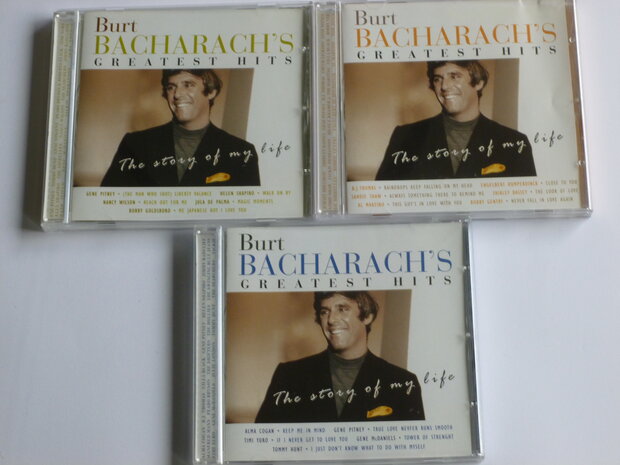 Burt
BACHARACH'S
GREATEST HITS
The story of my life
GENE PITNEY • (THE MAN WHO SHOT) LIBERTY BALANCE • HELEN SHAPIRO • WALK ON BY
NANCY WILSON • REACH OUT FOR ME • JULA DE PALMA • MAGIC MOMENTS
BOBBY GOLDSBORO • ME JAPANESE BOY I LOVE YOU
Burt
BACHARACH'S
GREATEST HITS
The story of my life
B.J. THOMAS • RAINDROPS KEEP FALLING ON MY HEAD • ENGELBERT HUMPERDINCK • CLOSE TO YOU
SANDIE SHAW • ALWAYS SOMETHING THERE TO REMIND ME • SHIRLEY BASSEY • THE LOOK OF LOVE
AL MARTINO • THIS GUY'S IN LOVE WITH YOU • BOBBY GENTRY • NEVER FALL IN LOVE AGAIN
Burt
BACHARACH'S
GREATEST HITS
The story of my life
ALMA COGAN • KEEP ME IN MIND • GENE PITNEY • TRUE LOVE NEVER RUNS SMOOTH
TIMI YURO • IF I NEVER GET TO LOVE YOU • GENE McDANIELS • TOWER OF STRENGHT
TOMMY HUNT • I JUST DON'T KNOW WHAT TO DO WITH MYSELF